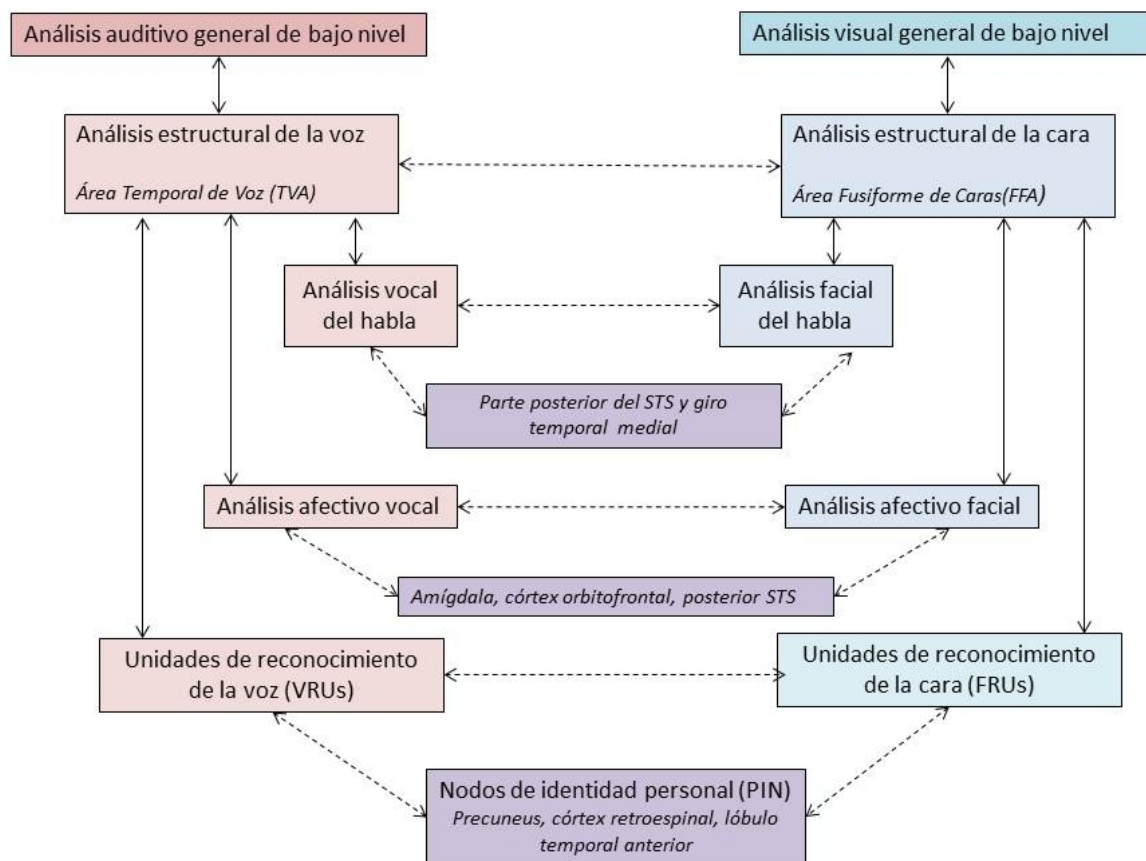 Análisis auditivo general de bajo nivel
Análisis visual general de bajo nivel
Análisis estructural de la voz
Área Temporal de Voz (TVA)
Análisis estructural de la cara
Área Fusiforme de Caras(FFA)
Análisis vocal
del habla
Análisis facial
del habla
Parte posterior del STS y giro
temporal medial
Análisis afectivo vocal
Análisis afectivo facial
Amígdala, córtex orbitofrontal, posterior STS
Unidades de reconocimiento
de la voz (VRUs)
Unidades de reconocimiento
de la cara (FRUs)
Nodos de identidad personal (PIN)
Precuneus, córtex retroespinal, lóbulo
temporal anterior